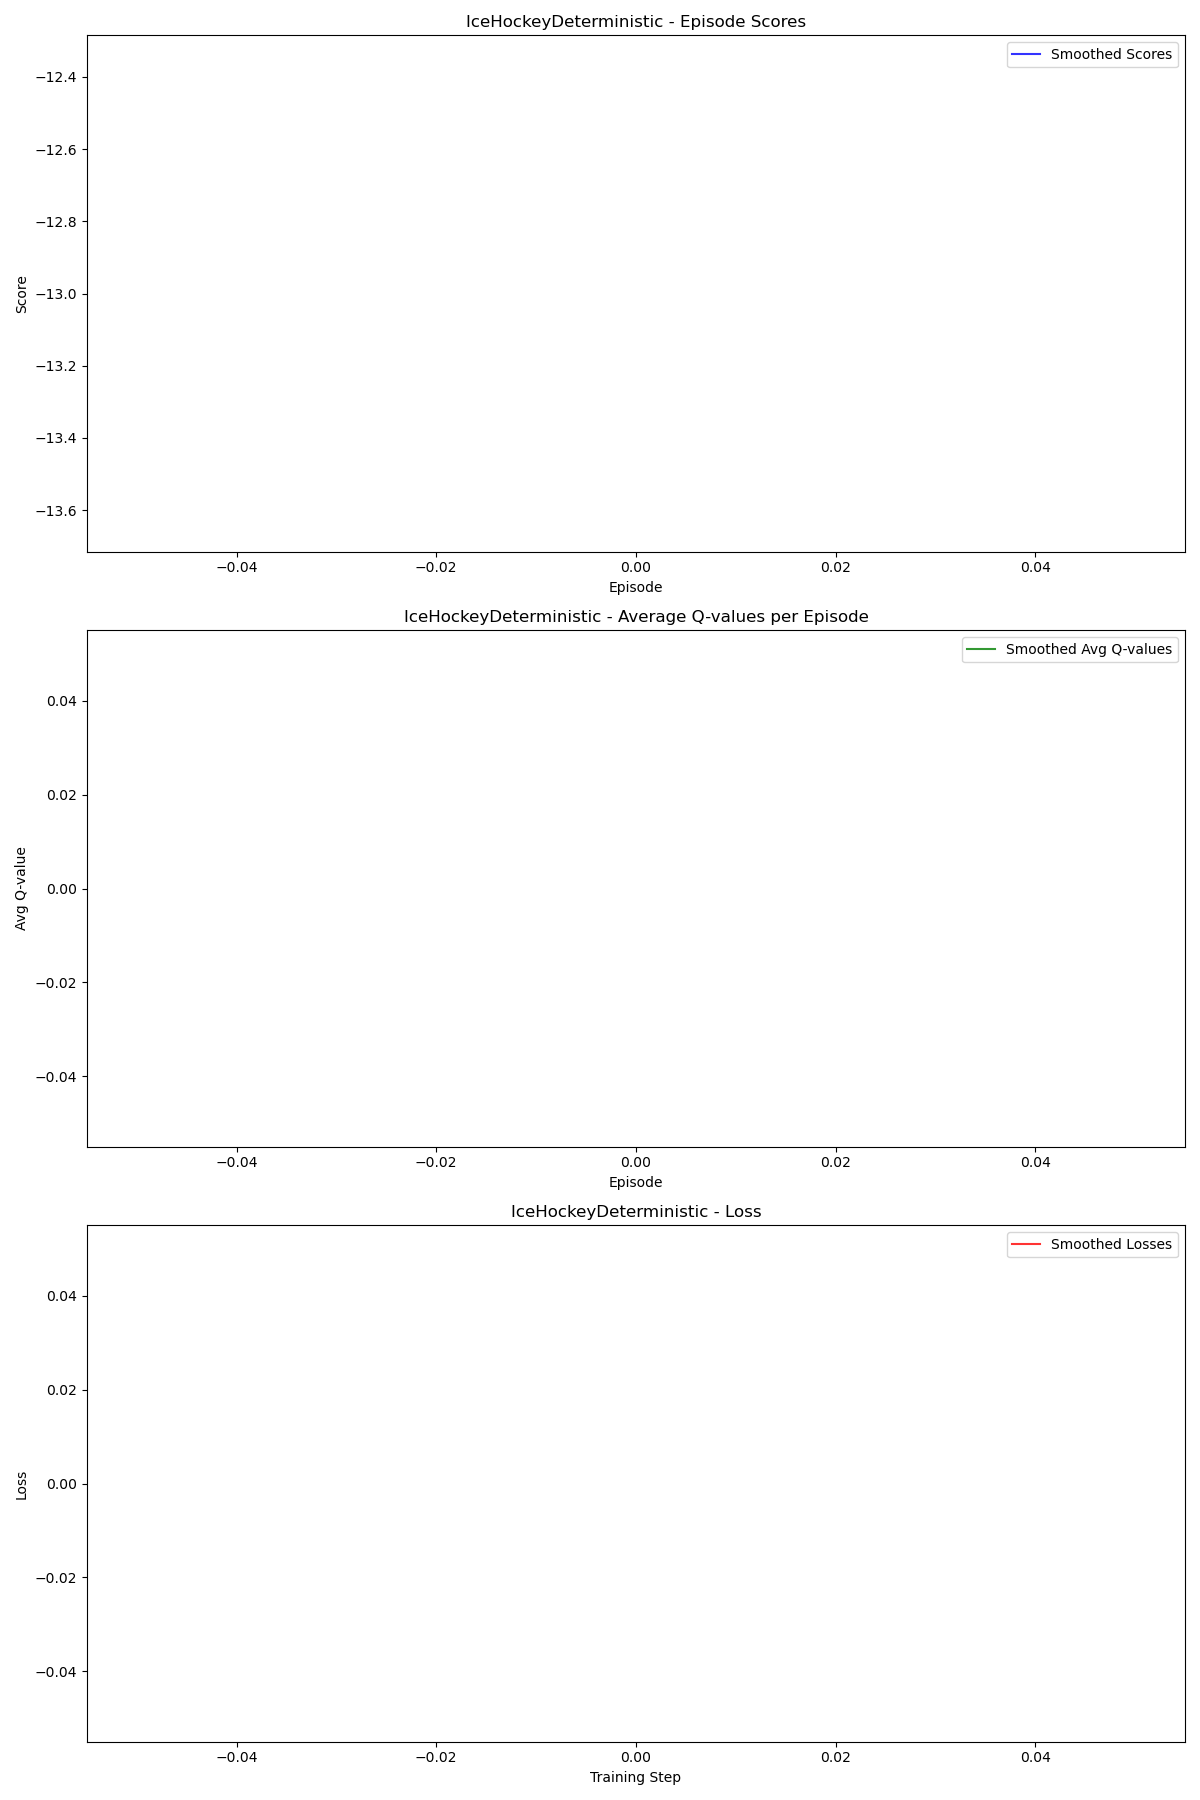 IceHockeyDeterministic - Episode Scores
Smoothed Scores
−12.4
−12.6
−12.8
−13.0
−13.2
−13.4
−13.6
Score
−0.04
−0.02
0.00
0.02
0.04
Episode
IceHockeyDeterministic - Average Q-values per Episode
Smoothed Avg Q-values
0.04
0.02
0.00
−0.02
−0.04
Avg Q-value
−0.04
−0.02
0.00
0.02
0.04
Episode
IceHockeyDeterministic - Loss
Smoothed Losses
0.04
0.02
0.00
−0.02
−0.04
Loss
−0.04
−0.02
0.00
0.02
0.04
Training Step